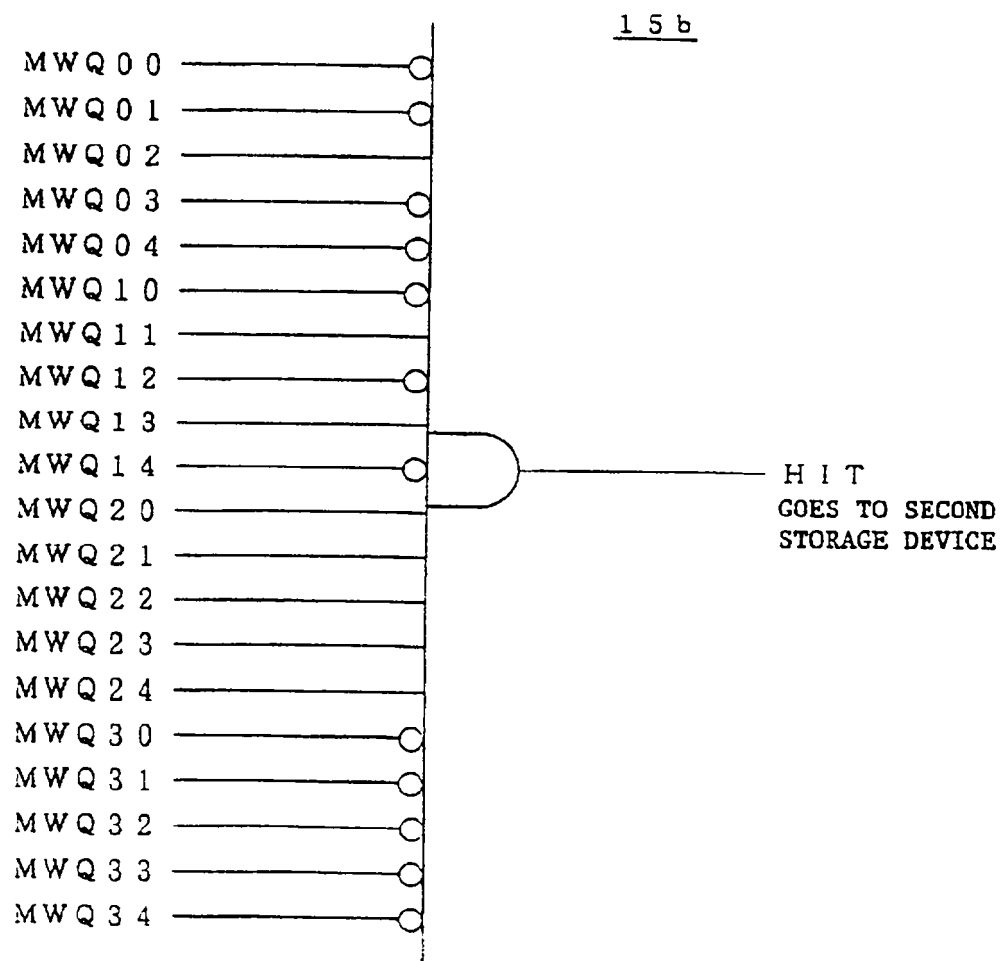 15b
MWQ00
MWQ01
MWQ02
MWQ03
MWQ04
MWQ10
MWQ11
MWQ12
MWQ13
MWQ14
MWQ20
MWQ21
MWQ22
MWQ23
MWQ24
MWQ30
MWQ31
MWQ32
MWQ33
MWQ34
HIT
GOES TO SECOND
STORAGE DEVICE